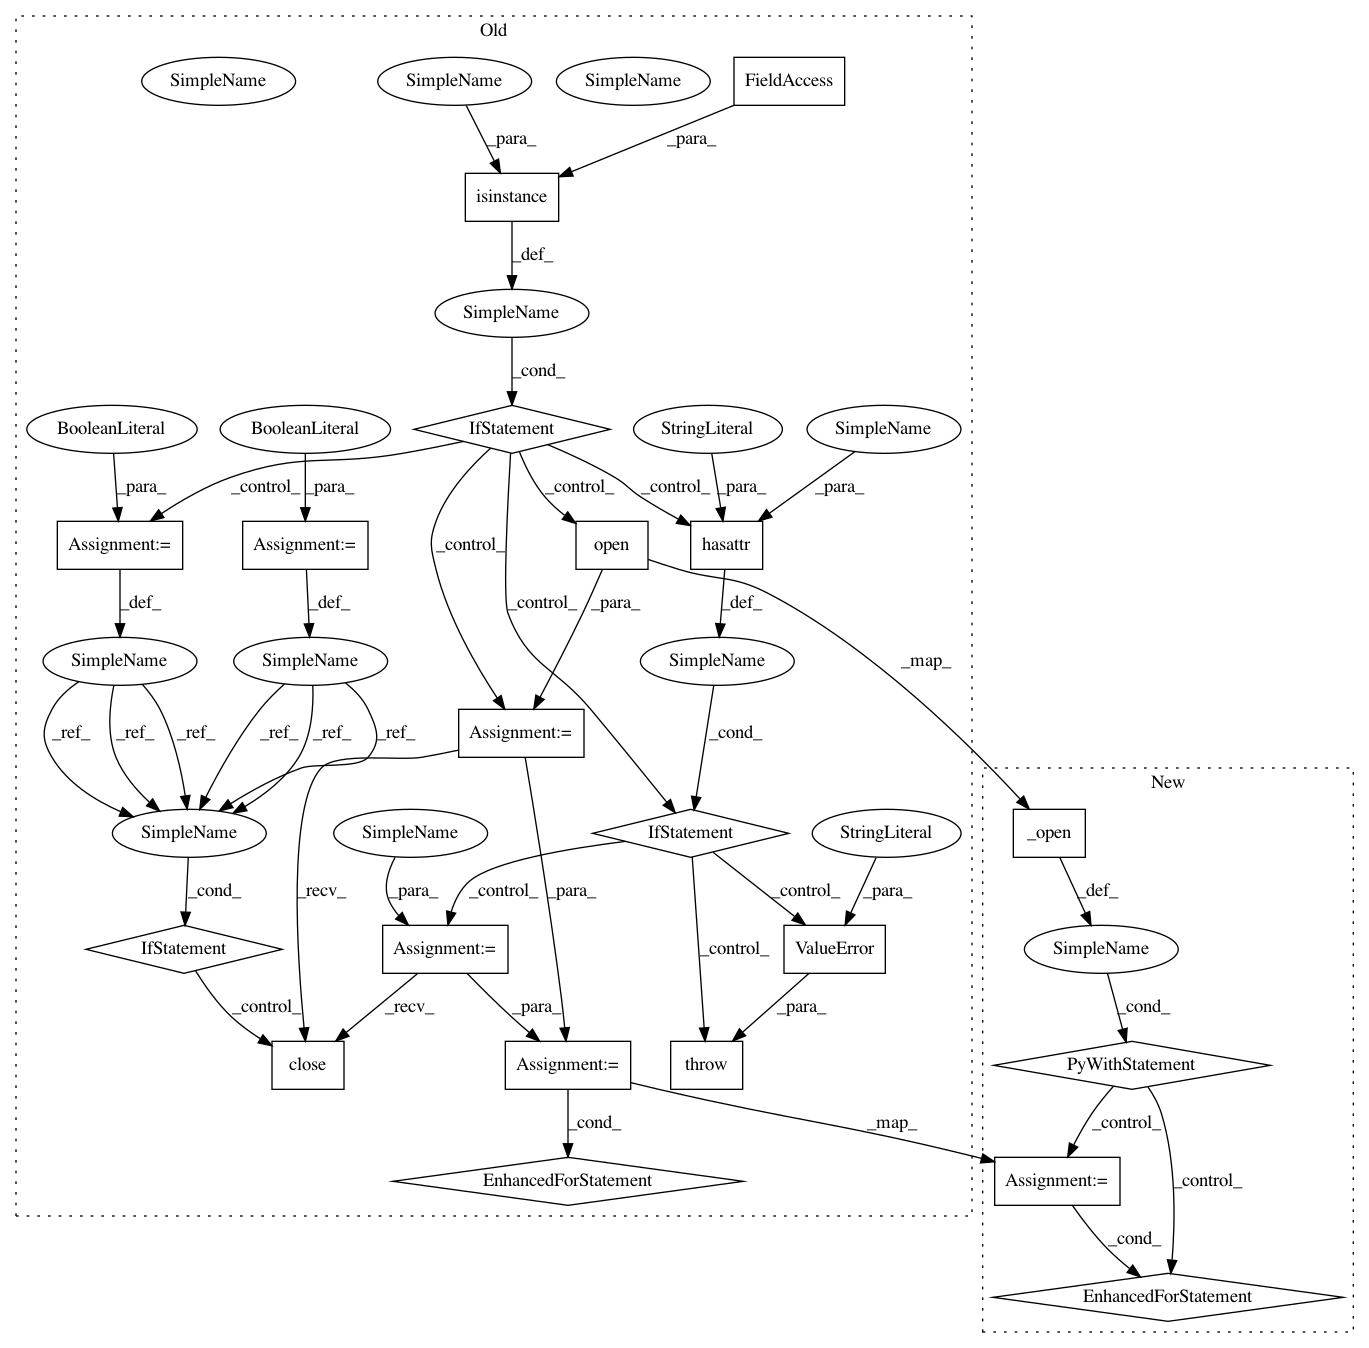 Old
SimpleName
SimpleName
SimpleName
FieldAccess
_para_
_para_
isinstance
_def_
SimpleName
_cond_
BooleanLiteral
BooleanLiteral
IfStatement
StringLiteral
SimpleName
_para_
_control_
_para_
_control_
_control_
_para_
_para_
Assignment:=
Assignment:=
_control_
open
hasattr
_def_
_def_
_control_
_para_
_def_
SimpleName
SimpleName
SimpleName
_map_
_ref_
_ref_
_ref_
_ref_
_ref_
_ref_
Assignment:=
_cond_
New
SimpleName
SimpleName
IfStatement
StringLiteral
_open
_cond_
_recv_
_para_
_control_
_para_
_control_
_para_
_def_
IfStatement
Assignment:=
_control_
ValueError
SimpleName
_control_
_recv_
_para_
_para_
_cond_
close
Assignment:=
throw
PyWithStatement
_cond_
_map_
_control_
EnhancedForStatement
Assignment:=
_control_
_cond_
EnhancedForStatement